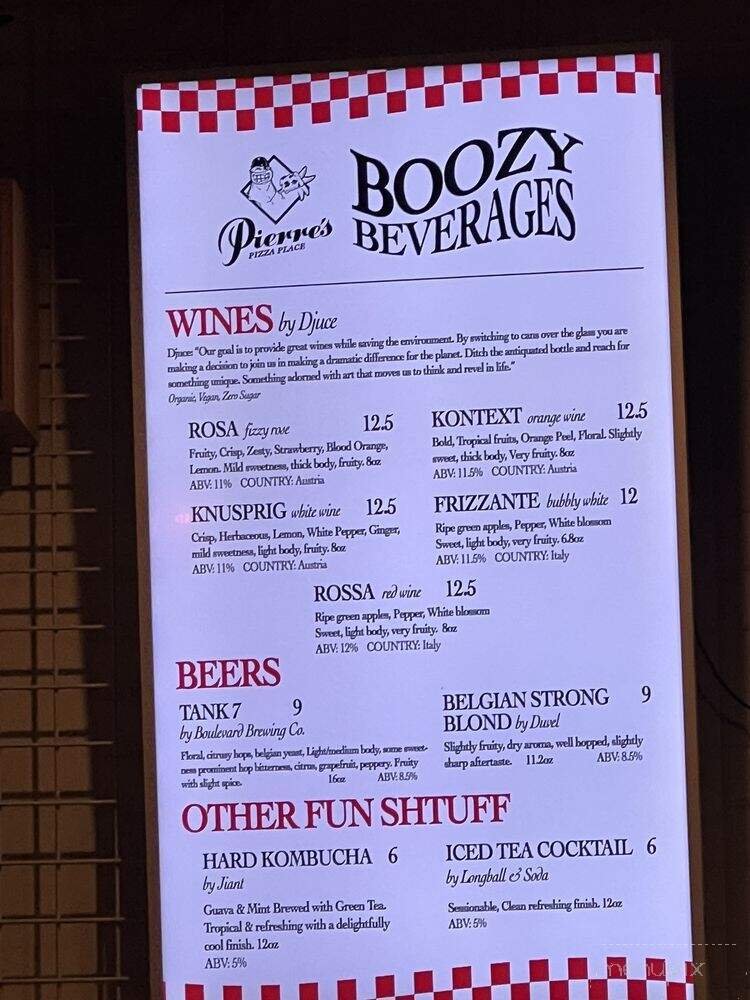 Pierre's
PIZZA PLACE
BOOZY
BEVERAGES
WINES by Djuce
Djuce: "Our goal is to provide great wines while saving the environment. By switching to cans over the glass you are
making a decision to join us in making a dramatic difference for the planet. Ditch the antiquated bottle and reach for
something unique. Something adorned with art that moves us to think and revel in life."
Organic, Vegan, Zero Sugar
ROSA fizzy rose 12.5
Fruity, Crisp, Zesty, Strawberry, Blood Orange,
Lemon. Mild sweetness, thick body, fruity. 8oz
ABV: 11% COUNTRY: Austria
KONTEXT orange wine 12.5
Bold, Tropical fruits, Orange Peel, Floral. Slightly
sweet, thick body, Very fruity. 8oz
ABV: 11.5% COUNTRY: Austria
KNUSPRIG white wine 12.5
Crisp, Herbaceous, Lemon, White Pepper, Ginger,
mild sweetness, light body, fruity. 8oz
ABV: 11% COUNTRY: Austria
FRIZZANTE bubbly white 12
Ripe green apples, Pepper, White blossom
Sweet, light body, very fruity. 6.8oz
ABV: 11.5% COUNTRY: Italy
ROSSA red wine 12.5
Ripe green apples, Pepper, White blossom
Sweet, light body, very fruity. 8oz
ABV: 12% COUNTRY: Italy
BEERS
TANK 7 9
by Boulevard Brewing Co.
Floral, citrusy hops, belgian yeast, Light/medium body, some sweet-
ness prominent hop bitterness, citrus, grapefruit, peppery. Fruity
with slight spice. 16oz ABV: 8.5%
BELGIAN STRONG 9
BLOND by Duvel
Slightly fruity, dry aroma, well hopped, slightly
sharp aftertaste. 11.2oz ABV: 8.5%
OTHER FUN SHTUFF
HARD KOMBUCHA 6
by Jiant
Guava & Mint Brewed with Green Tea.
Tropical & refreshing with a delightfully
cool finish. 12oz
ABV: 5%
ICED TEA COCKTAIL 6
by Longball & Soda
Sessionable, Clean refreshing finish. 12oz
ABV: 5%
menupix